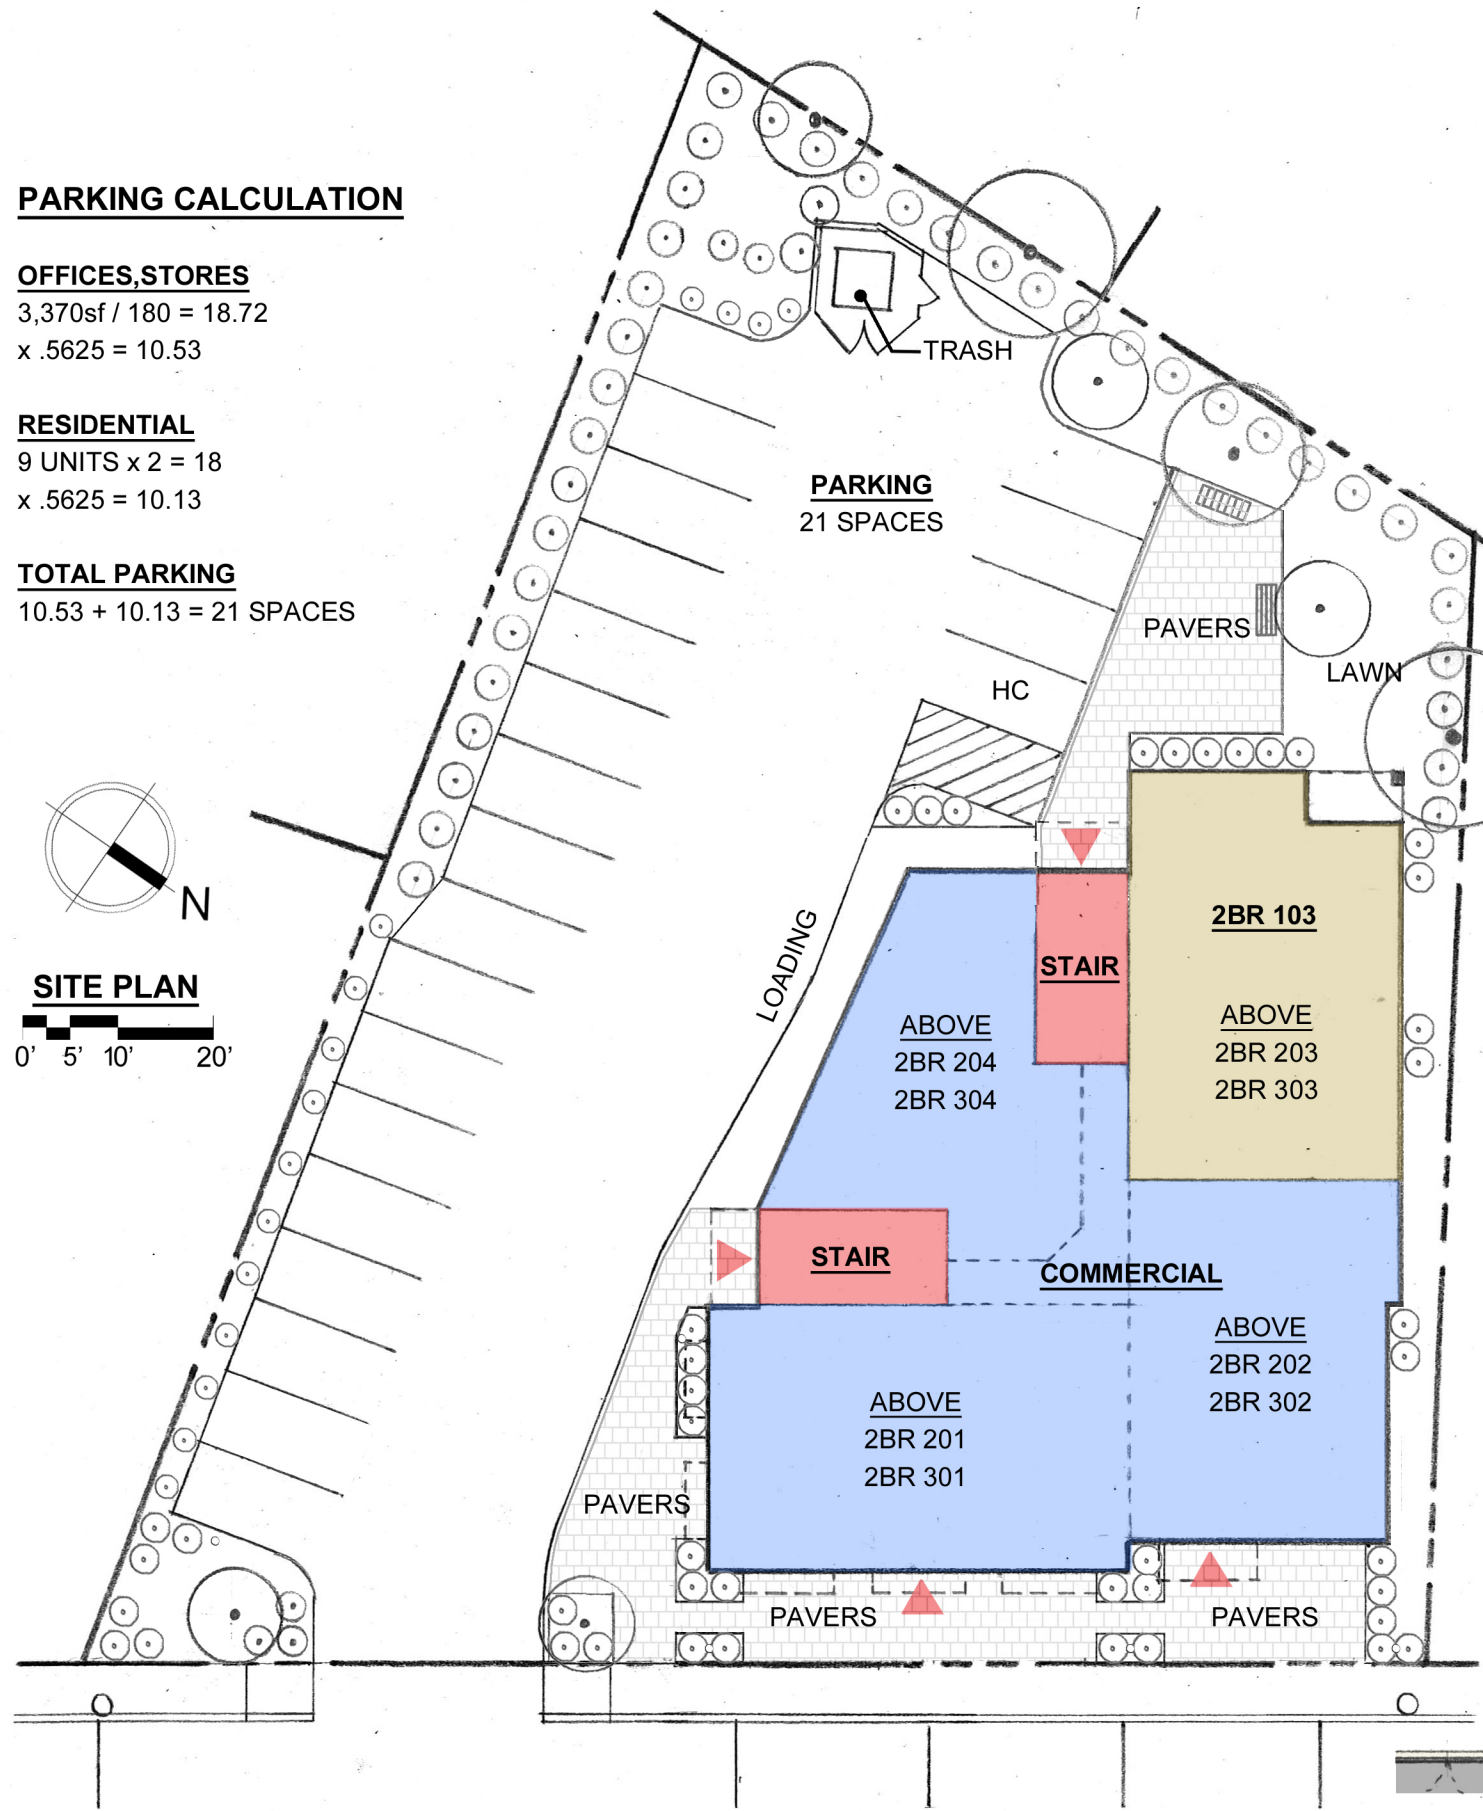 PARKING CALCULATION
OFFICES,STORES
3,370sf / 180 = 18.72
x .5625 = 10.53
RESIDENTIAL
9 UNITS x 2 = 18
x .5625 = 10.13
TOTAL PARKING
10.53 + 10.13 = 21 SPACES
N
SITE PLAN
0' 5' 10' 20'
TRASH
PARKING
21 SPACES
PAVERS
LAWN
HC
LOADING
2BR 103
STAIR
ABOVE
2BR 204
2BR 304
ABOVE
2BR 203
2BR 303
STAIR
COMMERCIAL
ABOVE
2BR 202
2BR 302
ABOVE
2BR 201
2BR 301
PAVERS
PAVERS
PAVERS